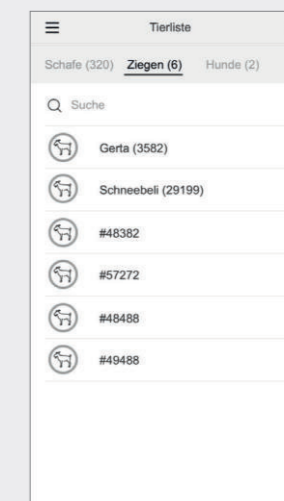 Tierliste
Schafe (320) Ziegen (6) Hunde (2)
Suche
Gerta (3582)
Schneebeli (29199)
#48382
#57272
#48488
#49488